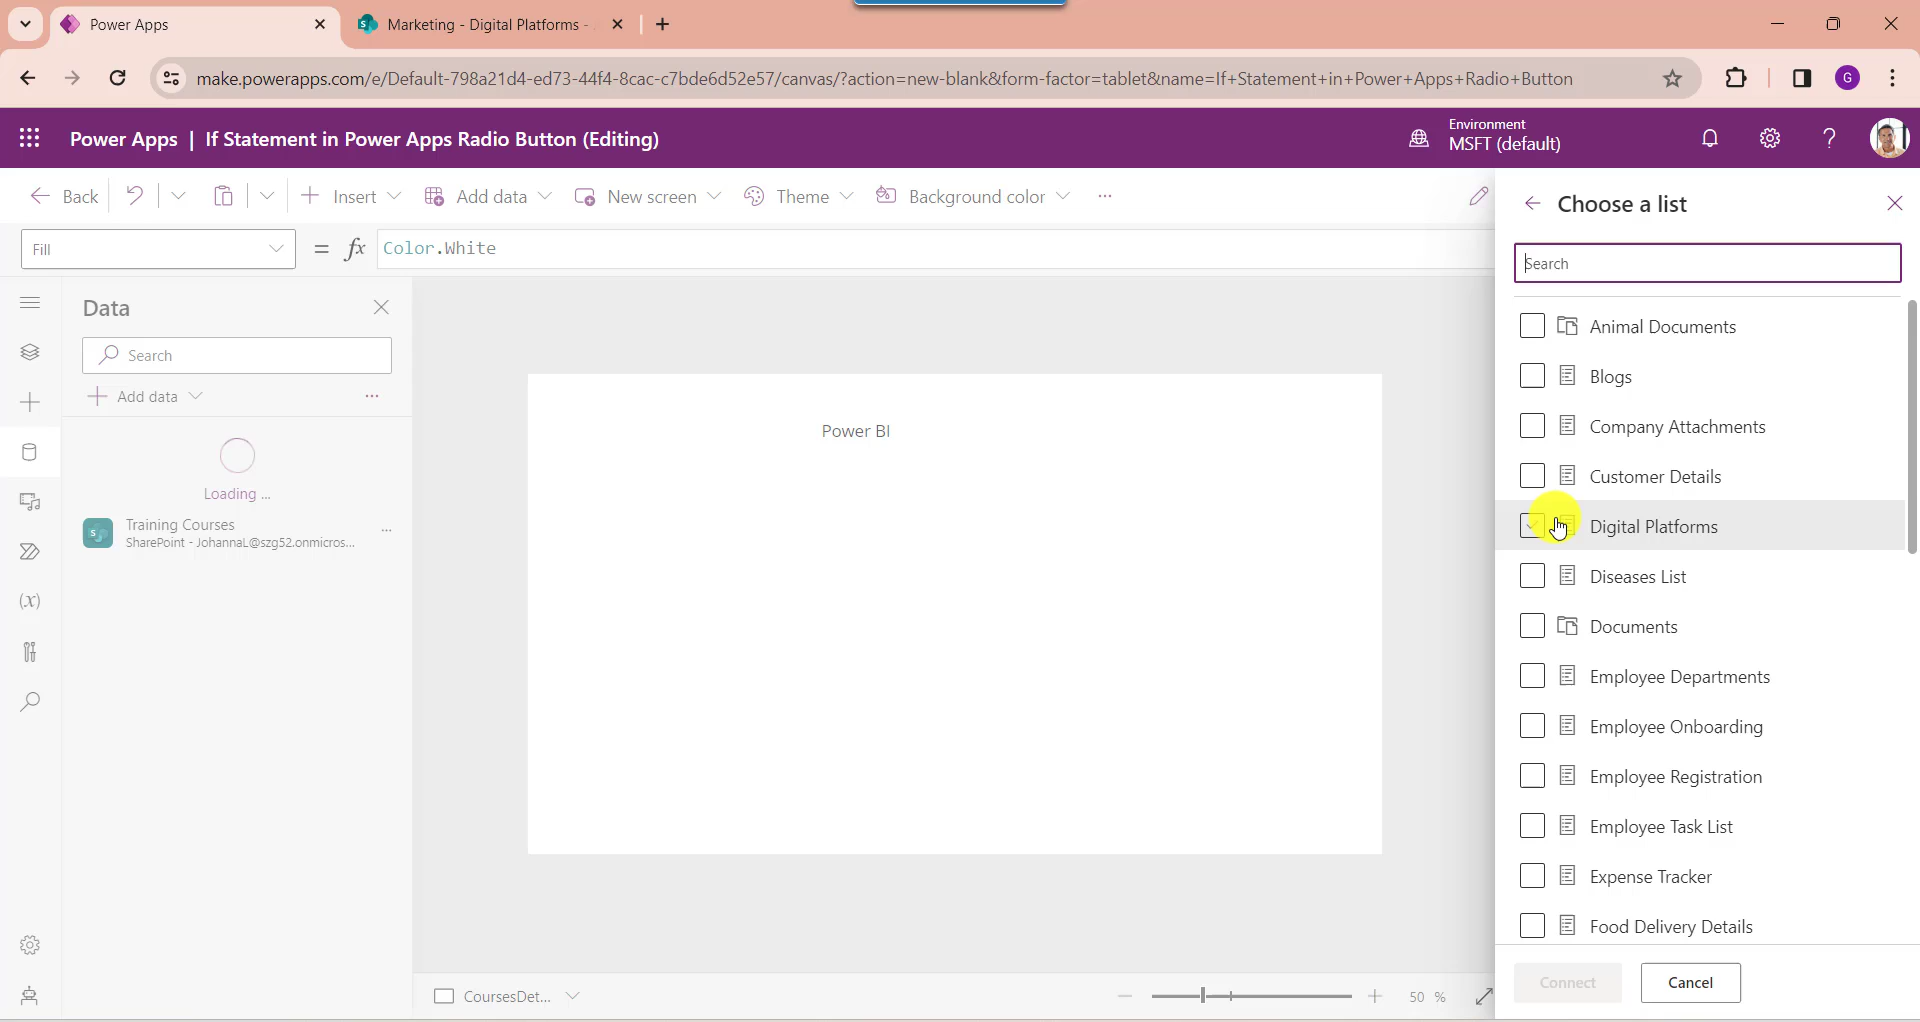 Power Apps
Marketing - Digital Platforms -
make.powerapps.com/e/Default-798a21d4-ed73-44f4-8cac-c7bde6d52e57/canvas/?action=new-blank&form-factor=tablet&name=If+Statement+in+Power+Apps+Radio+Button
G
Power Apps | If Statement in Power Apps Radio Button (Editing)
Environment
MSFT (default)
Back
Insert
Add data
New screen
Theme
Background color
Fill
= fx
Color.White
Data
Search
Add data
Loading ...
Training Courses
SharePoint - JohannaL@szg52.onmicros...
Power BI
CoursesDet...
50 %
Choose a list
Search
Animal Documents
Blogs
Company Attachments
Customer Details
Digital Platforms
Diseases List
Documents
Employee Departments
Employee Onboarding
Employee Registration
Employee Task List
Expense Tracker
Food Delivery Details
Connect
Cancel